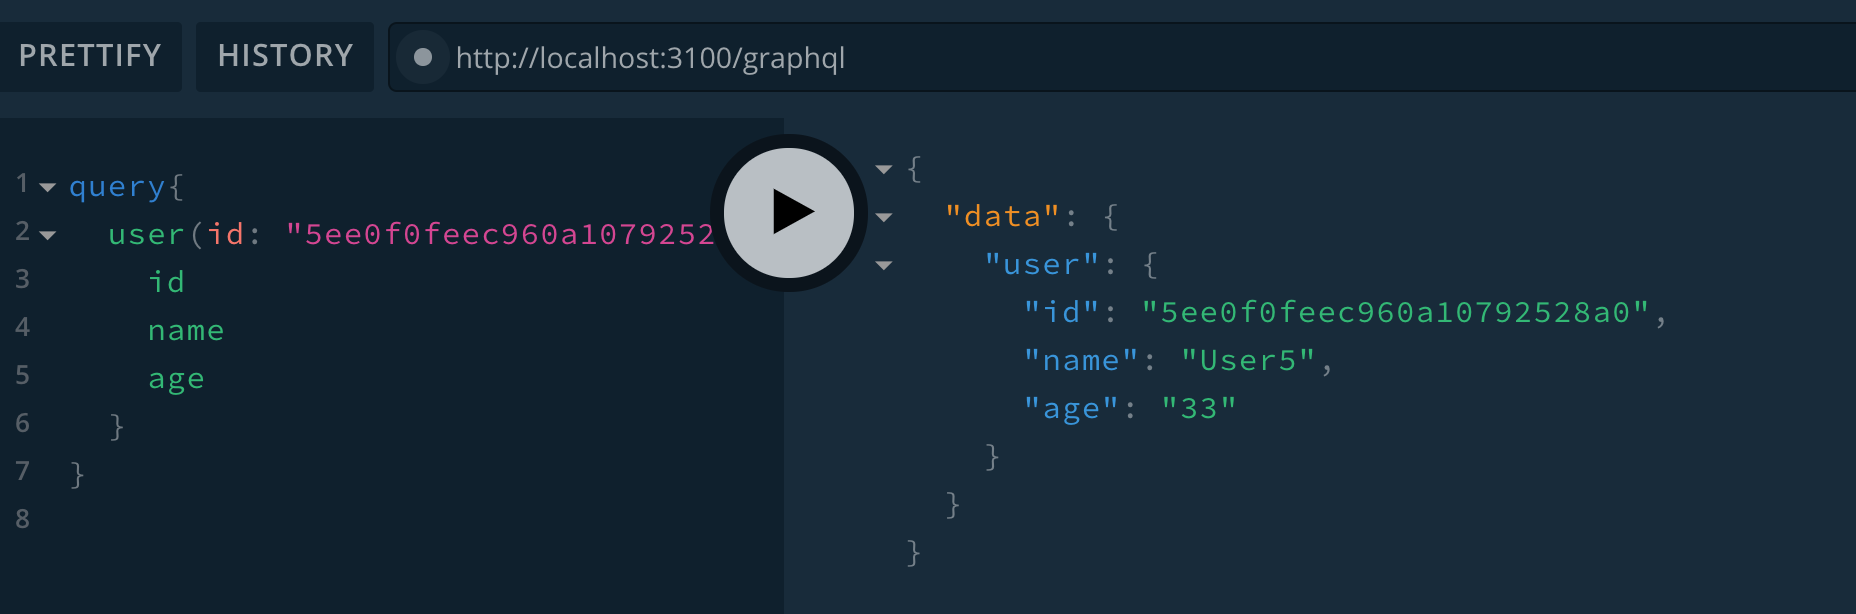 PRETTIFY HISTORY http://localhost:3100/graphql
1 query{
2 user(id: "5ee0f0feec960a1079252
3 id
4 name
5 age
6 }
7 }
8
{
"data": {
"user": {
"id": "5ee0f0feec960a10792528a0",
"name": "User5",
"age": "33"
}
}
}